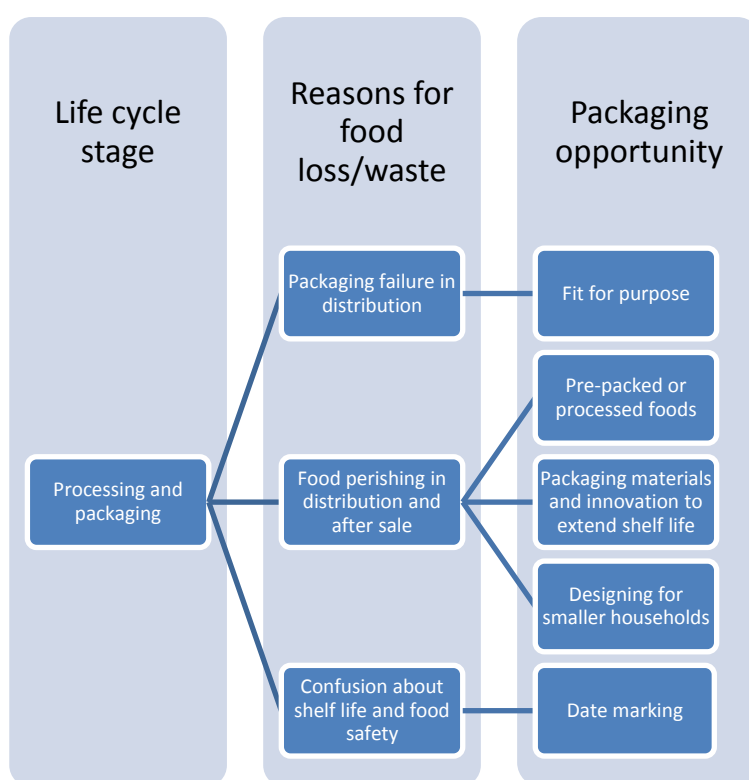 Life cycle
stage
Reasons for
food
loss/waste
Packaging
opportunity
Processing and
packaging
Packaging failure in
distribution
Food perishing in
distribution and
after sale
Confusion about
shelf life and food
safety
Fit for purpose
Pre-packed or
processed foods
Packaging materials
and innovation to
extend shelf life
Designing for
smaller households
Date marking